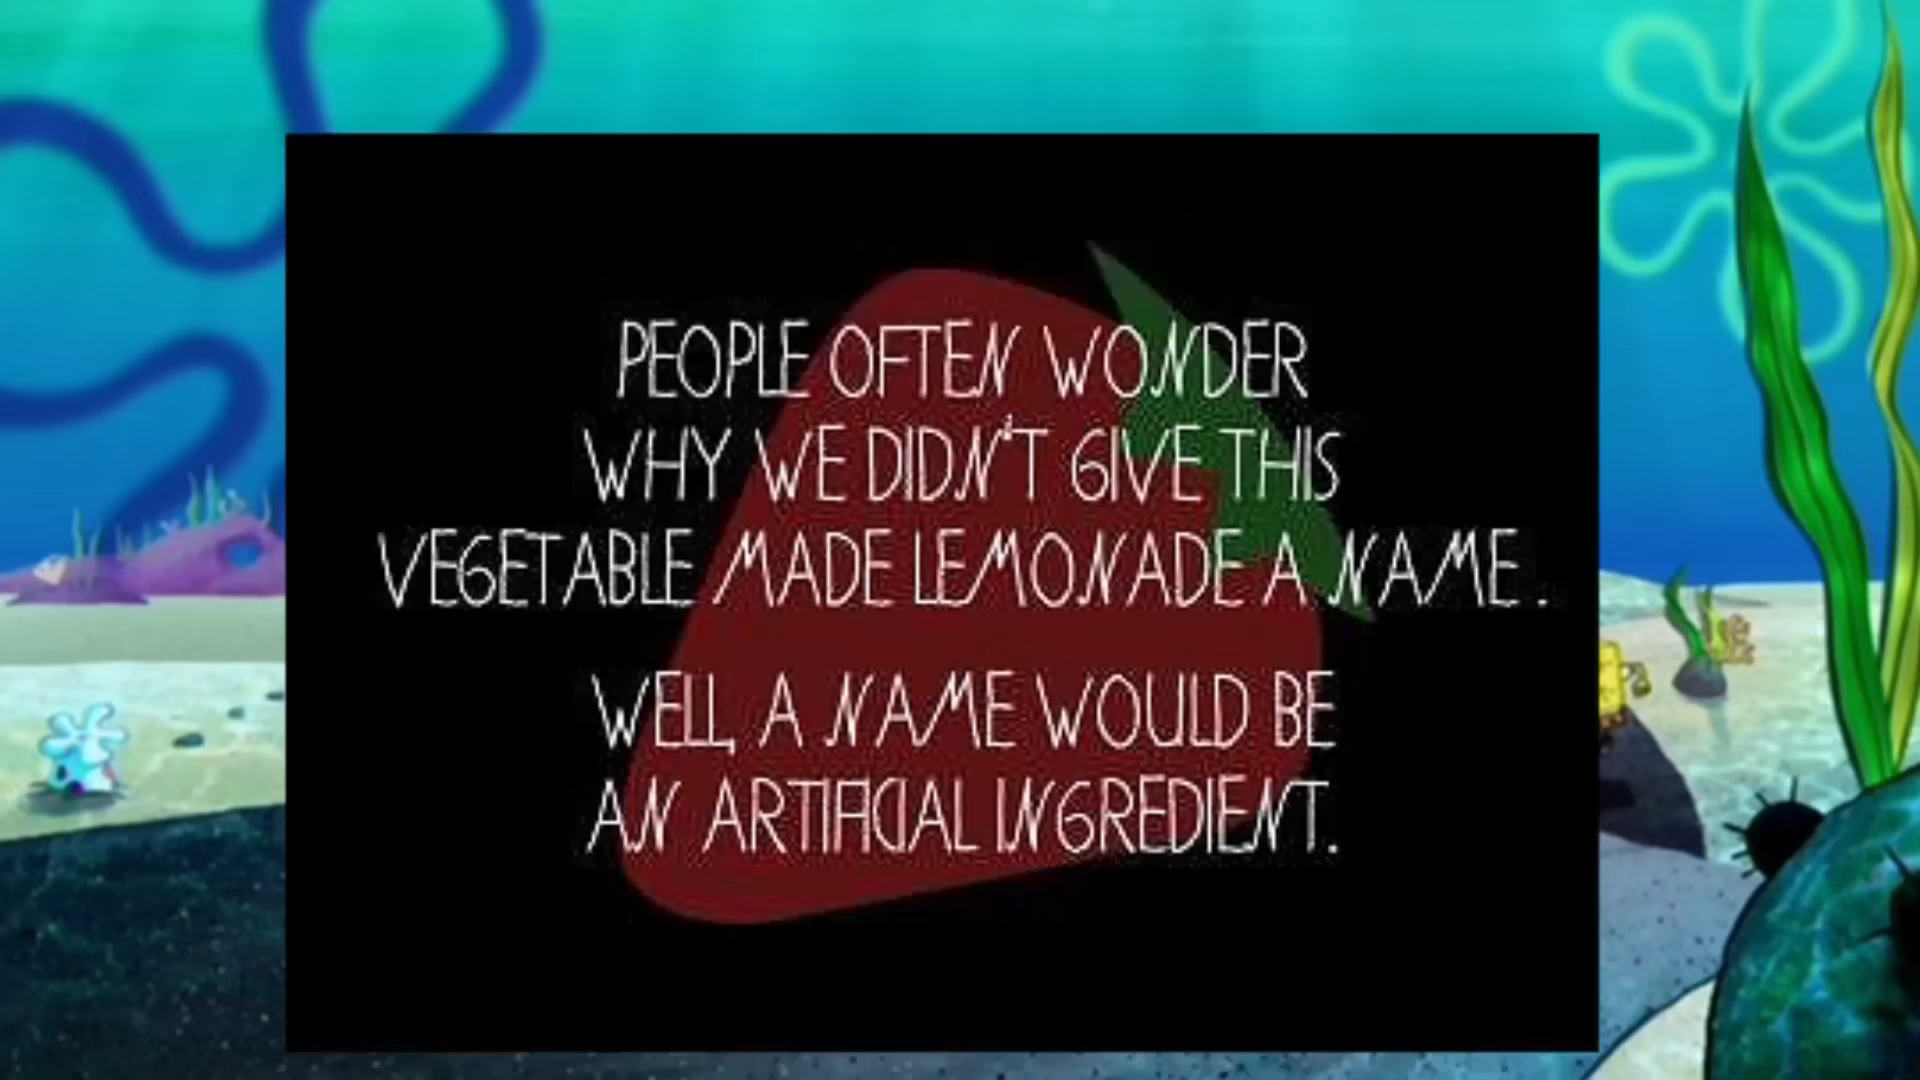 PEOPLE OFTEN WONDER
WHY WE DIDN'T GIVE THIS
VEGETABLE MADE LEMONADE A NAME.
WELL, A NAME WOULD BE
AN ARTIFICIAL INGREDIENT.